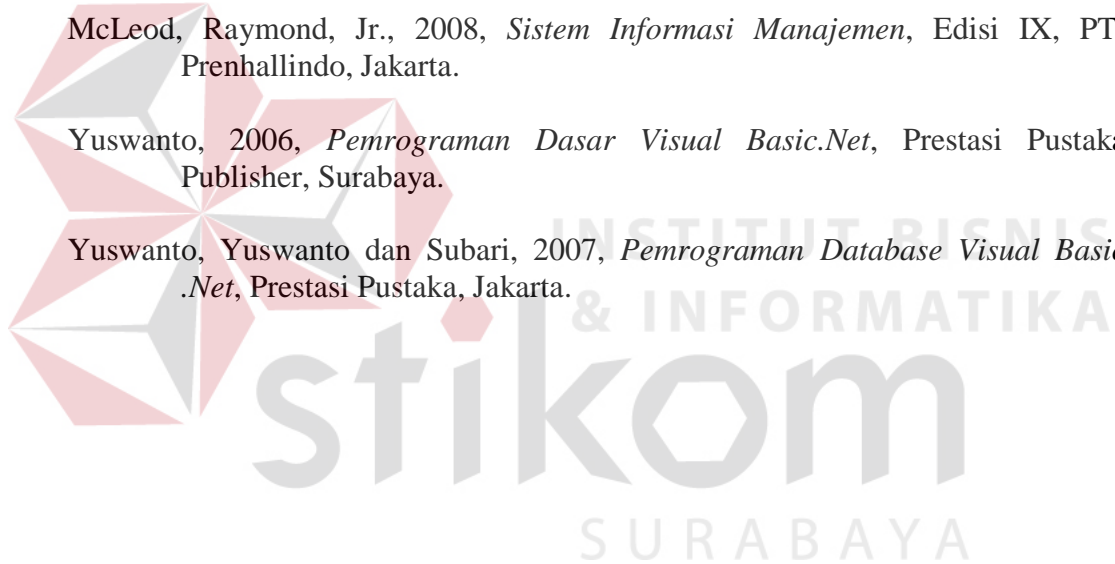 McLeod, Raymond, Jr., 2008, Sistem Informasi Manajemen, Edisi IX, PT
Prenhallindo, Jakarta.
Yuswanto, 2006, Pemrograman Dasar Visual Basic.Net, Prestasi Pustaka
Publisher, Surabaya.
Yuswanto, Yuswanto dan Subari, 2007, Pemrograman Database Visual Basic
.Net, Prestasi Pustaka, Jakarta.
INSTITUT BISNIS
& INFORMATIKA
stikom
SURABAYA